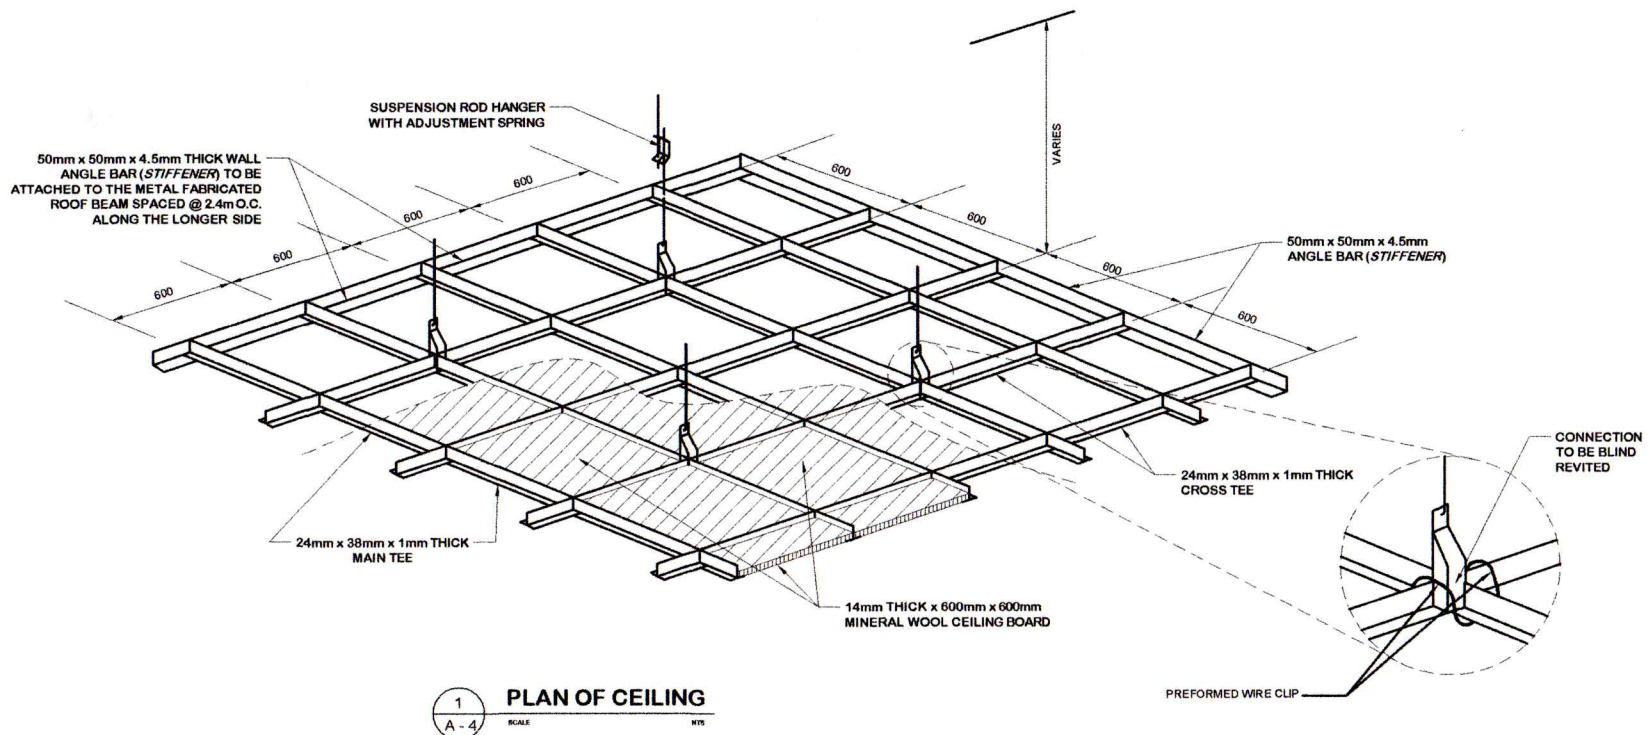 SUSPENSION ROD HANGER
WITH ADJUSTMENT SPRING
50mm x 50mm x 4.5mm THICK WALL
ANGLE BAR (STIFFENER) TO BE
ATTACHED TO THE METAL FABRICATED
ROOF BEAM SPACED @ 2.4m O.C.
ALONG THE LONGER SIDE
600
600
600
600
VARIES
600
600
600
50mm x 50mm x 4.5mm
ANGLE BAR (STIFFENER)
24mm x 38mm x 1mm THICK
CROSS TEE
CONNECTION
TO BE BLIND
REVITED
24mm x 38mm x 1mm THICK
MAIN TEE
14mm THICK x 600mm x 600mm
MINERAL WOOL CEILING BOARD
PREFORMED WIRE CLIP
1
A - 4
PLAN OF CEILING
SCALE
NTS